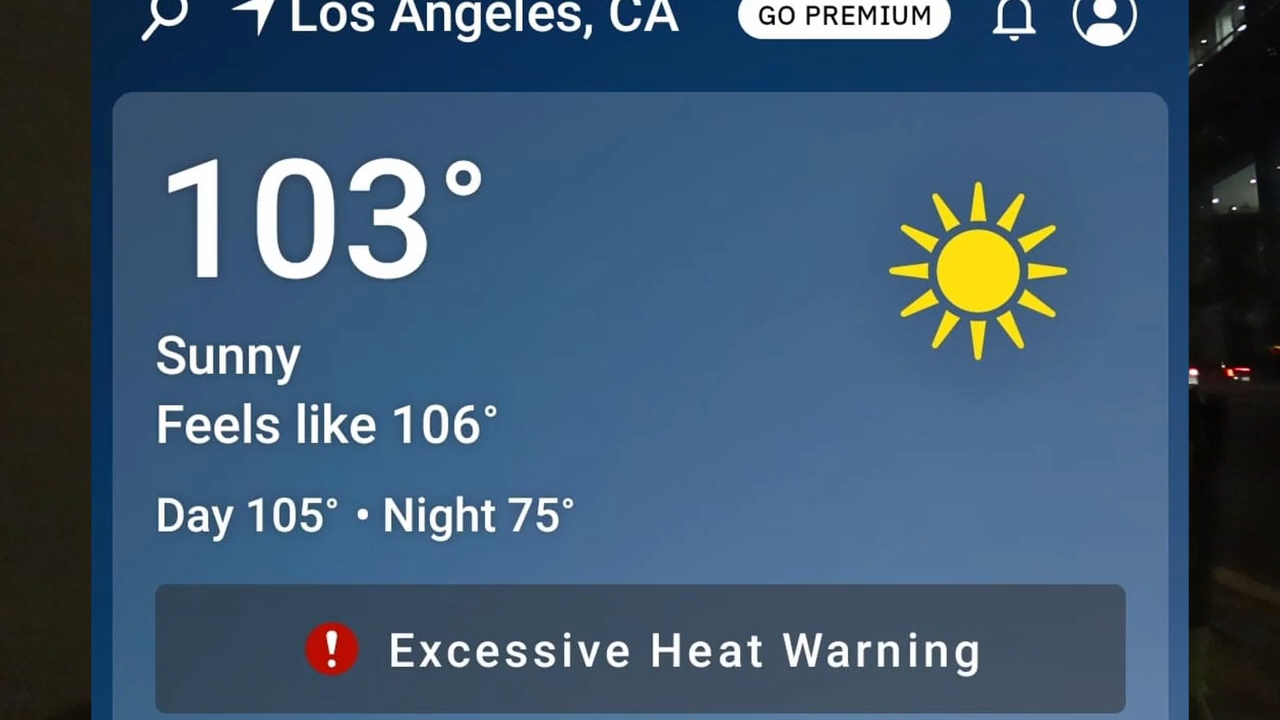 Los Angeles, CA
GO PREMIUM
103°
Sunny
Feels like 106°
Day 105° • Night 75°
Excessive Heat Warning